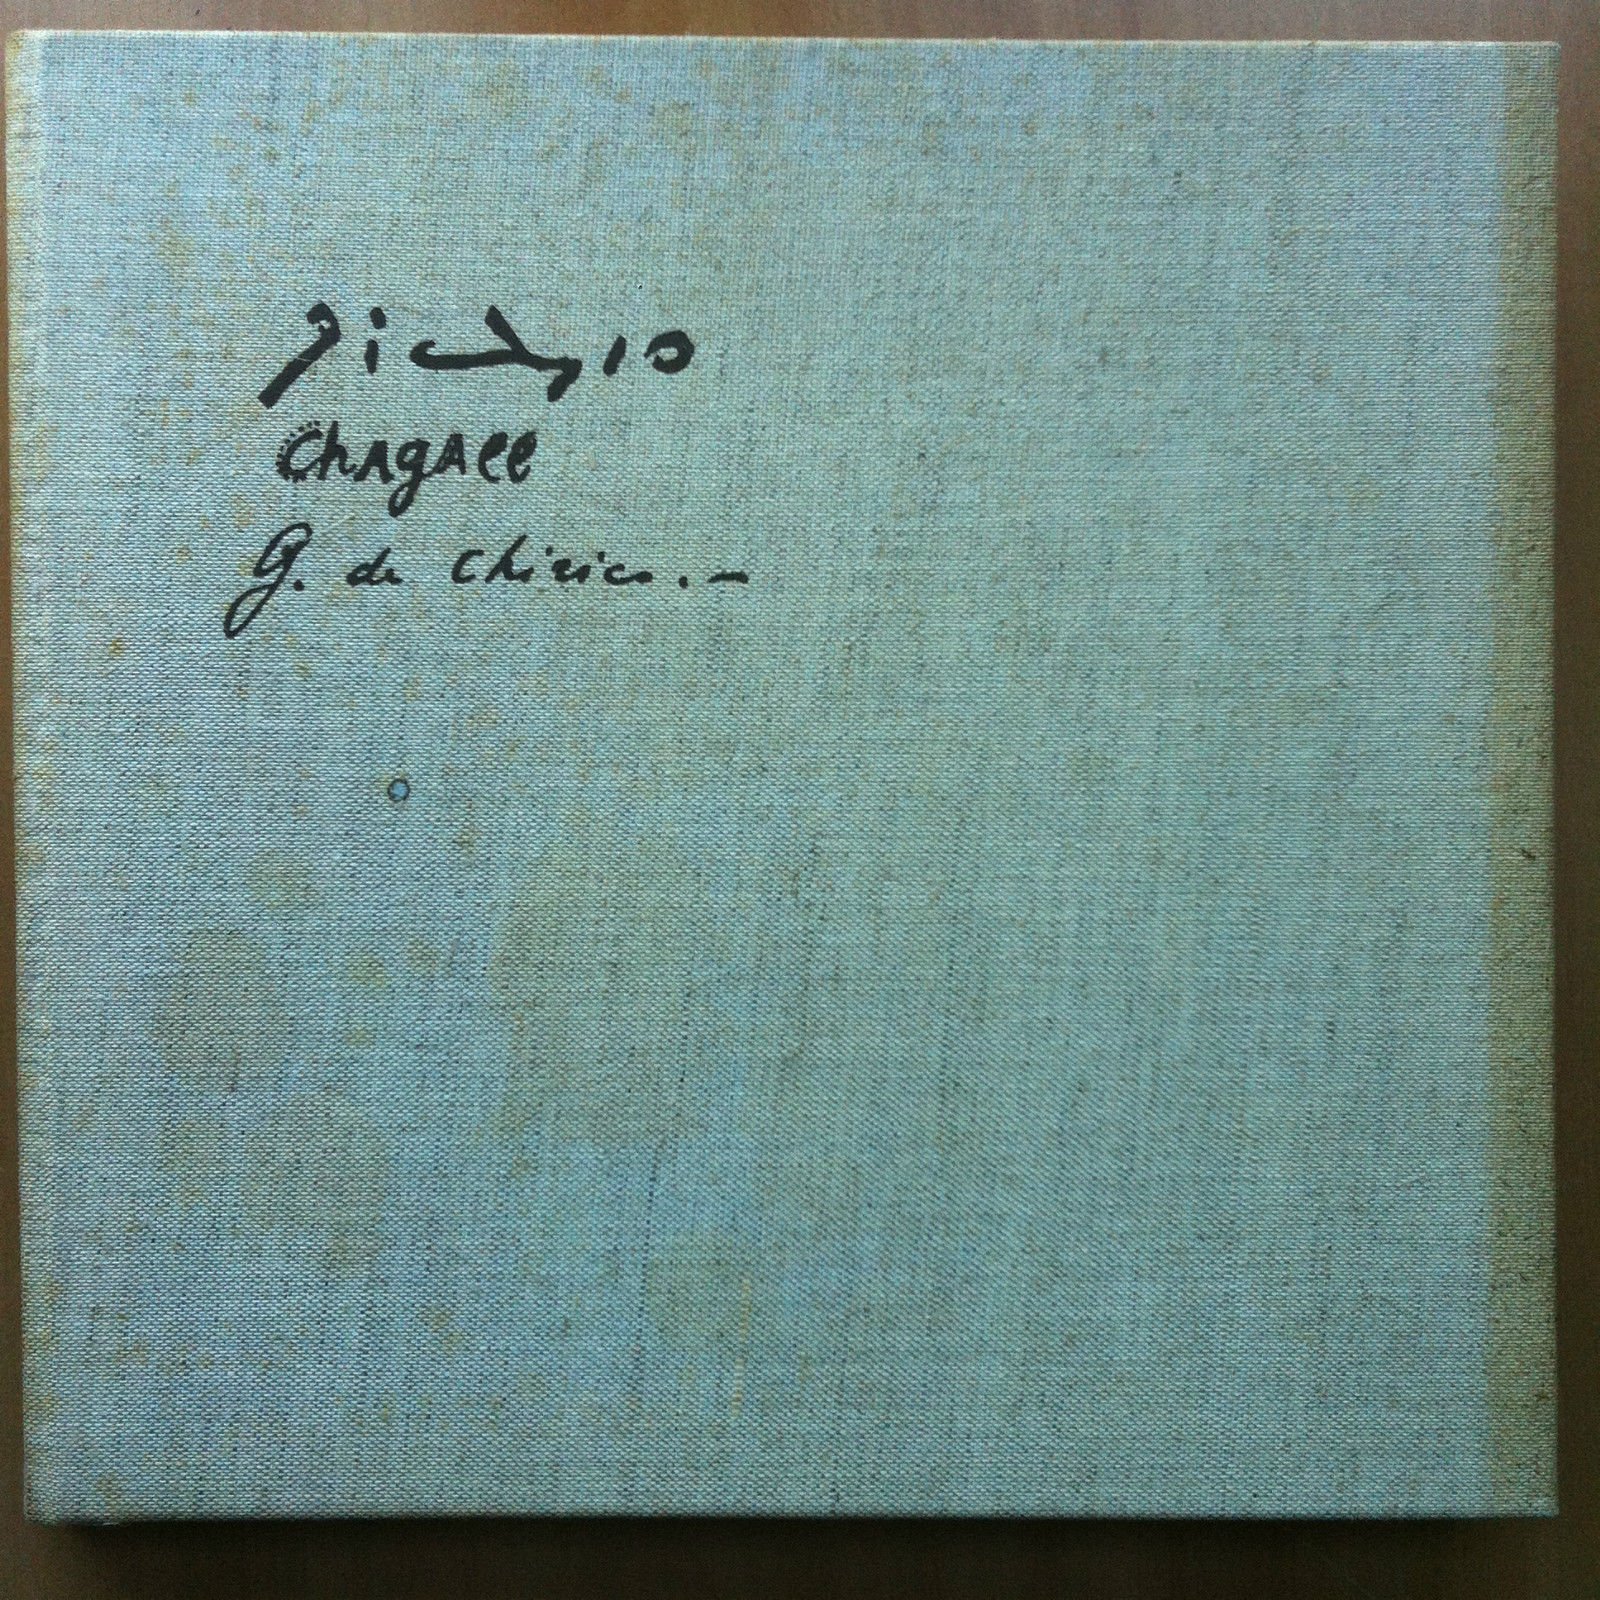 Picasso
Chagall
G. de Chirico.-